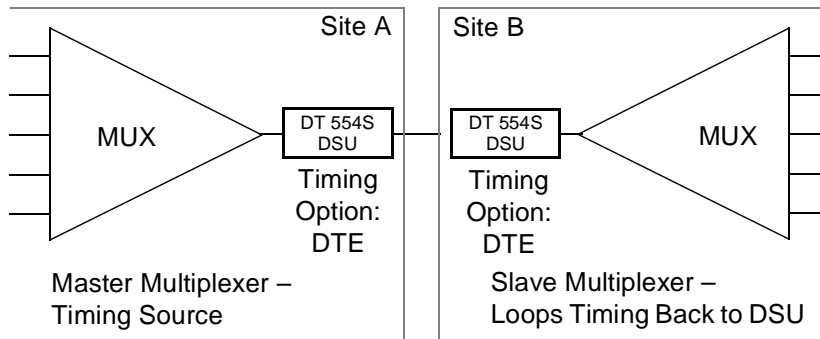 Site A
Site B
MUX
DT 554S
DSU
DT 554S
DSU
MUX
Timing
Option:
DTE
Timing
Option:
DTE
Master Multiplexer –
Timing Source
Slave Multiplexer –
Loops Timing Back to DSU